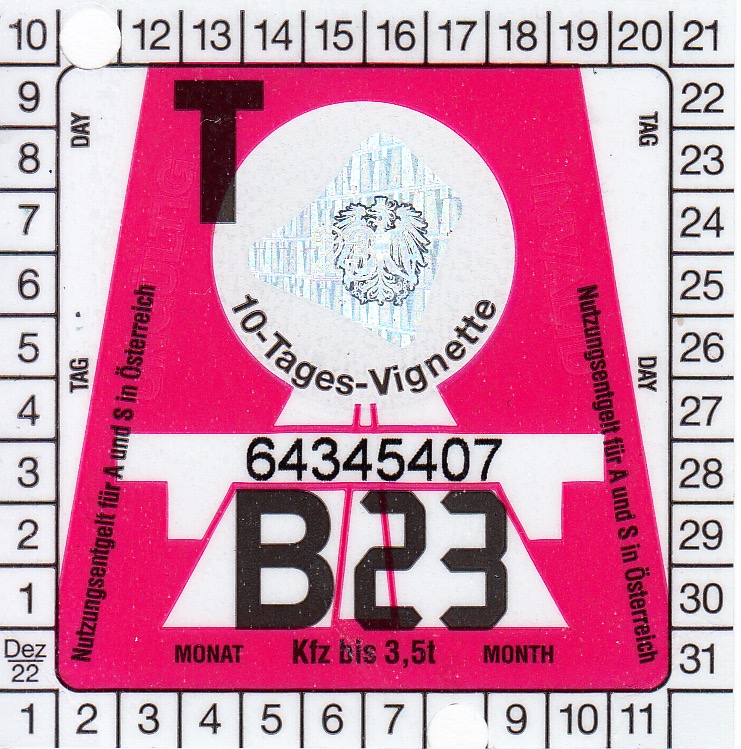 10 12 13 14 15 16 17 18 19 20 21
9 22
8 23
7 24
6 25
5 26
4 27
3 28
2 29
1 30
Dez 22 31
1 2 3 4 5 6 7 9 10 11
DAY
TAG
TAG
DAY
T
UNGÜLTIG
INVALID
10-Tages-Vignette
Nutzungsentgelt für A und S in Österreich
Nutzungsentgelt für A und S in Österreich
64345407
B23
MONAT Kfz bis 3,5t MONTH